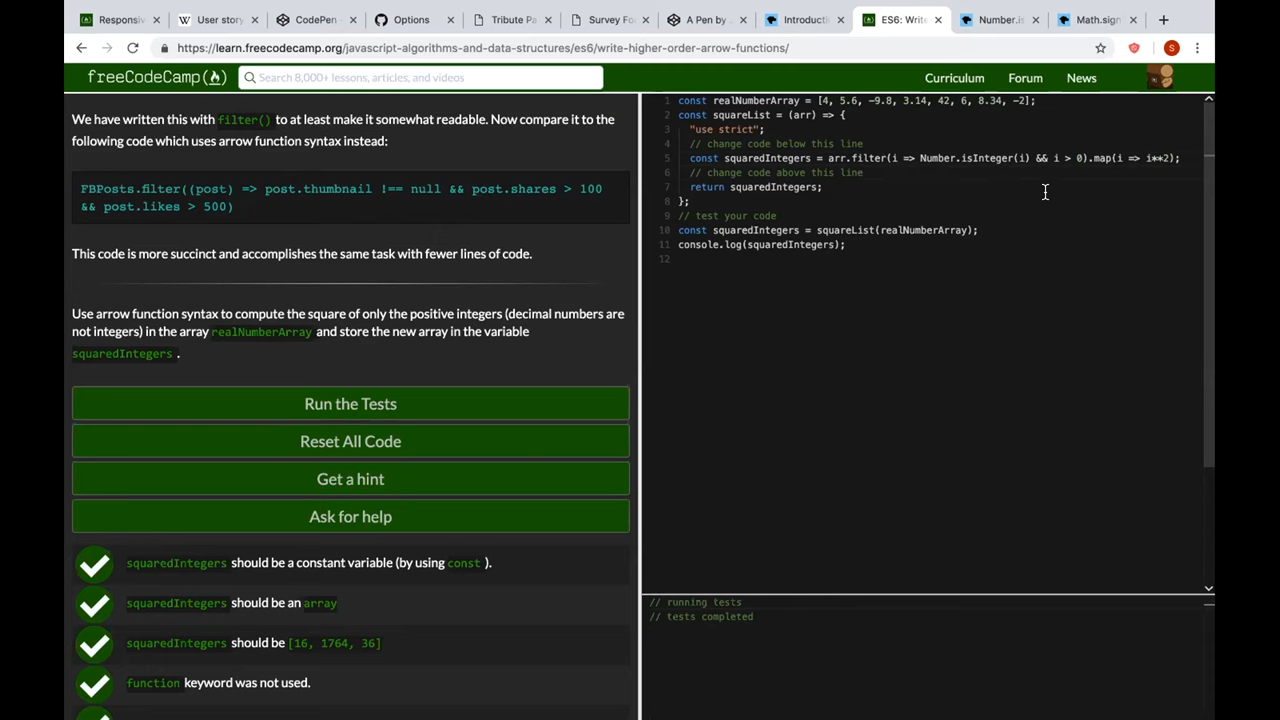 Responsiv
User story
CodePen -
Options
Tribute Pa
Survey Fo
A Pen by
Introducti
ES6: Write
Number.is
Math.sign
https://learn.freecodecamp.org/javascript-algorithms-and-data-structures/es6/write-higher-order-arrow-functions/
S
freeCodeCamp
Search 8,000+ lessons, articles, and videos
Curriculum
Forum
News
We have written this with filter() to at least make it somewhate readable. Now compare it to the
following code which uses arrow function syntax instead:
FBPosts.filter((post) => post.thumbnail !== null && post.shares > 100
&& post.likes > 500)
This code is more succinct and accomplishes the same task with fewer lines of code.
Use arrow function syntax to compute the square of only the positive integers (decimal numbers are
not integers) in the array realNumberArray and store the new array in the variable
squaredIntegers .
Run the Tests
Reset All Code
Get a hint
Ask for help
squaredIntegers should be a constant variable (by using const ).
squaredIntegers should be an array
squaredIntegers should be [16, 1764, 36]
function keyword was not used.
1 const realNumberArray = [4, 5.6, -9.8, 3.14, 42, 6, 8.34, -2];
2 const squareList = (arr) => {
3 "use strict";
4 // change code below this line
5 const squaredIntegers = arr.filter(i => Number.isInteger(i) && i > 0).map(i => i**2);
6 // change code above this line
7 return squaredIntegers;
8 };
9 // test your code
10 const squaredIntegers = squareList(realNumberArray);
11 console.log(squaredIntegers);
12
// running tests
// tests completed